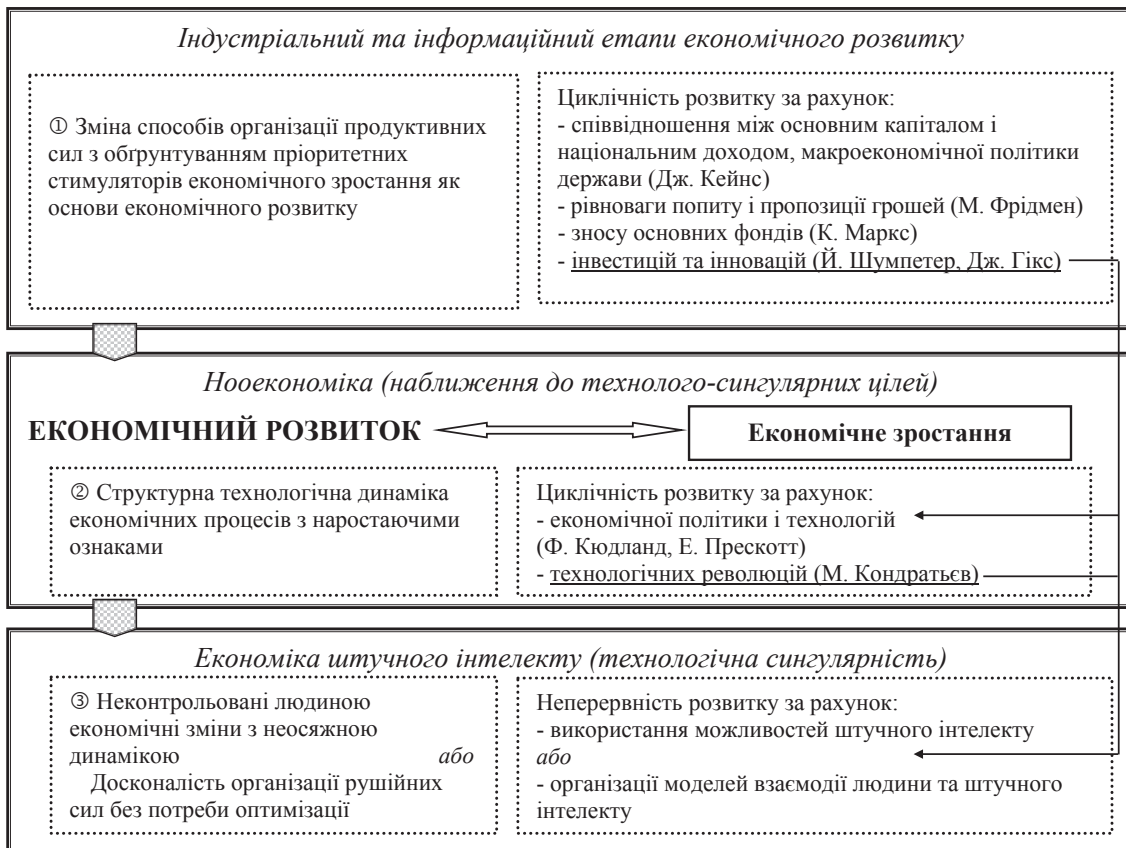 Індустріальний та інформаційний етапи економічного розвитку
① Зміна способів організації продуктивних
сил з обґрунтуванням пріоритетних
стимуляторів економічного зростання як
основи економічного розвитку
Циклічність розвитку за рахунок:
- співвідношення між основним капіталом і
національним доходом, макроекономічної політики
держави (Дж. Кейнс)
- рівноваги попиту і пропозиції грошей (М. Фрідмен)
- зносу основних фондів (К. Маркс)
- інвестицій та інновацій (Й. Шумпетер, Дж. Гікс)
Нооекономіка (наближення до технолого-сингулярних цілей)
ЕКОНОМІЧНИЙ РОЗВИТОК
Економічне зростання
② Структурна технологічна динаміка
економічних процесів з наростаючими
ознаками
Циклічність розвитку за рахунок:
- економічної політики і технологій
(Ф. Кюдланд, Е. Прескотт)
- технологічних революцій (М. Кондратьєв)
Економіка штучного інтелекту (технологічна сингулярність)
③ Неконтрольовані людиною
економічні зміни з неосяжною
динамікою або
Досконалість організації рушійних
сил без потреби оптимізації
Неперервність розвитку за рахунок:
- використання можливостей штучного інтелекту
або
- організації моделей взаємодії людини та штучного
інтелекту